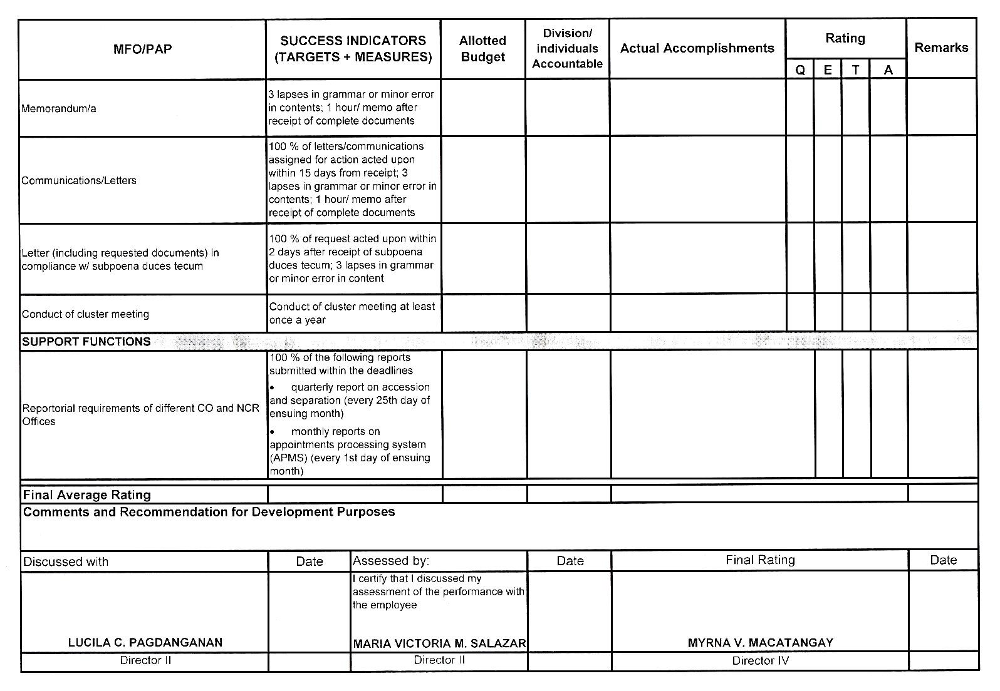 MFO/PAP
SUCCESS INDICATORS
(TARGETS + MEASURES)
Allotted
Budget
Division/
individuals
Accountable
Actual Accomplishments
Rating
Remarks
Q E T A
Memorandum/a
3 lapses in grammar or minor error
in contents; 1 hour/ memo after
receipt of complete documents
Communications/Letters
100 % of letters/communications
assigned for action acted upon
within 15 days from receipt; 3
lapses in grammar or minor error in
contents; 1 hour/ memo after
receipt of complete documents
Letter (including requested documents) in
compliance w/ subpoena duces tecum
100 % of request acted upon within
2 days after receipt of subpoena
duces tecum; 3 lapses in grammar
or minor error in content
Conduct of cluster meeting
Conduct of cluster meeting at least
once a year
SUPPORT FUNCTIONS
Reportorial requirements of different CO and NCR
Offices
100 % of the following reports
submitted within the deadlines
• quarterly report on accession
and separation (every 25th day of
ensuing month)
• monthly reports on
appointments processing system
(APMS) (every 1st day of ensuing
month)
Final Average Rating
Comments and Recommendation for Development Purposes
Discussed with
Date
Assessed by:
Date
Final Rating
Date
I certify that I discussed my
assessment of the performance with
the employee
LUCILA C. PAGDANGANAN
MARIA VICTORIA M. SALAZAR
MYRNA V. MACATANGAY
Director II
Director II
Director IV